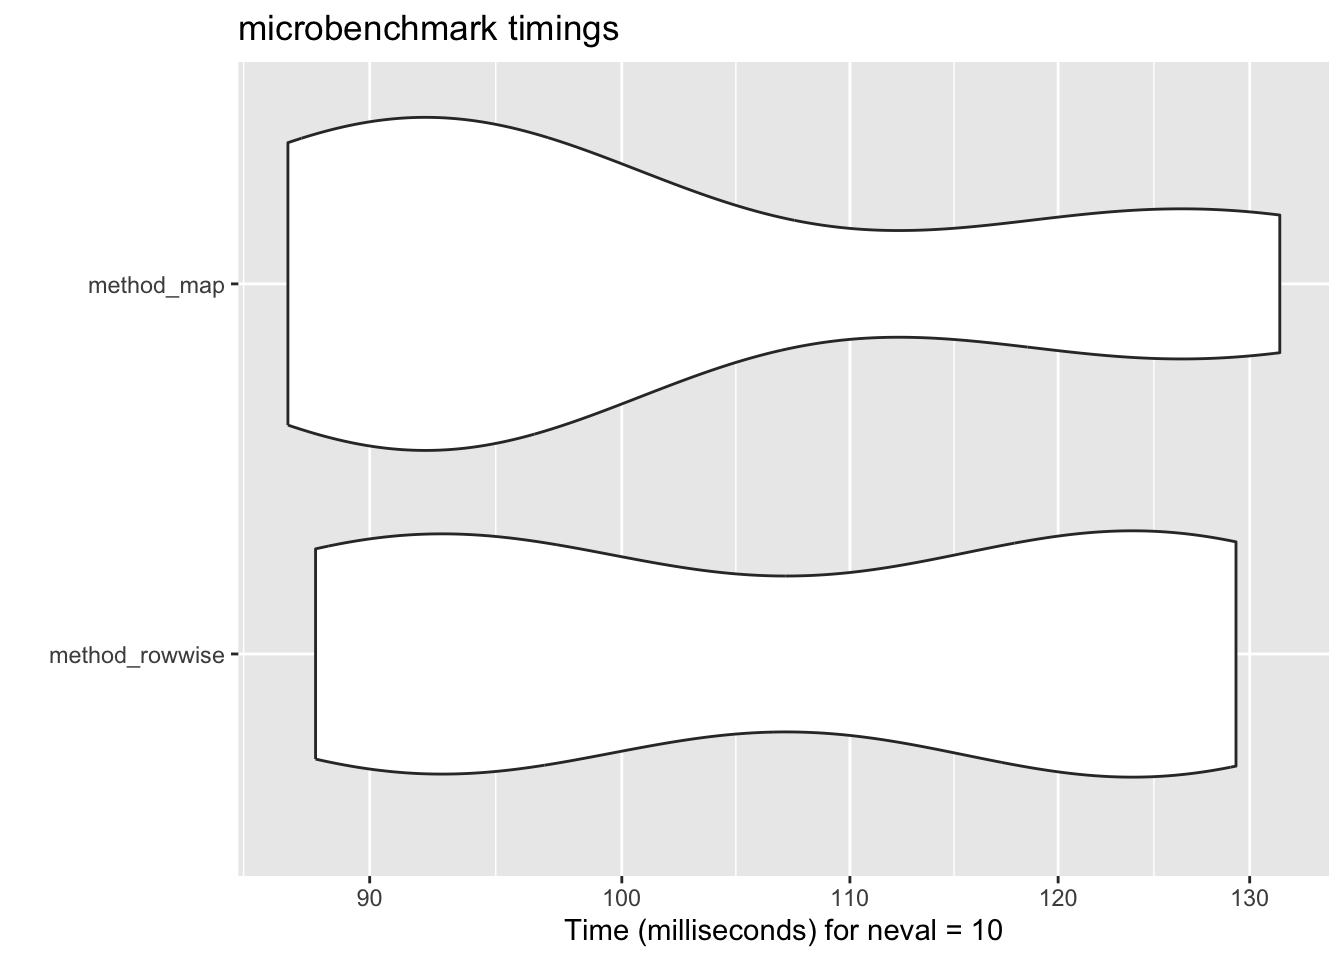 microbenchmark timings
method_map
method_rowwise
90 100 110 120 130
Time (milliseconds) for neval = 10